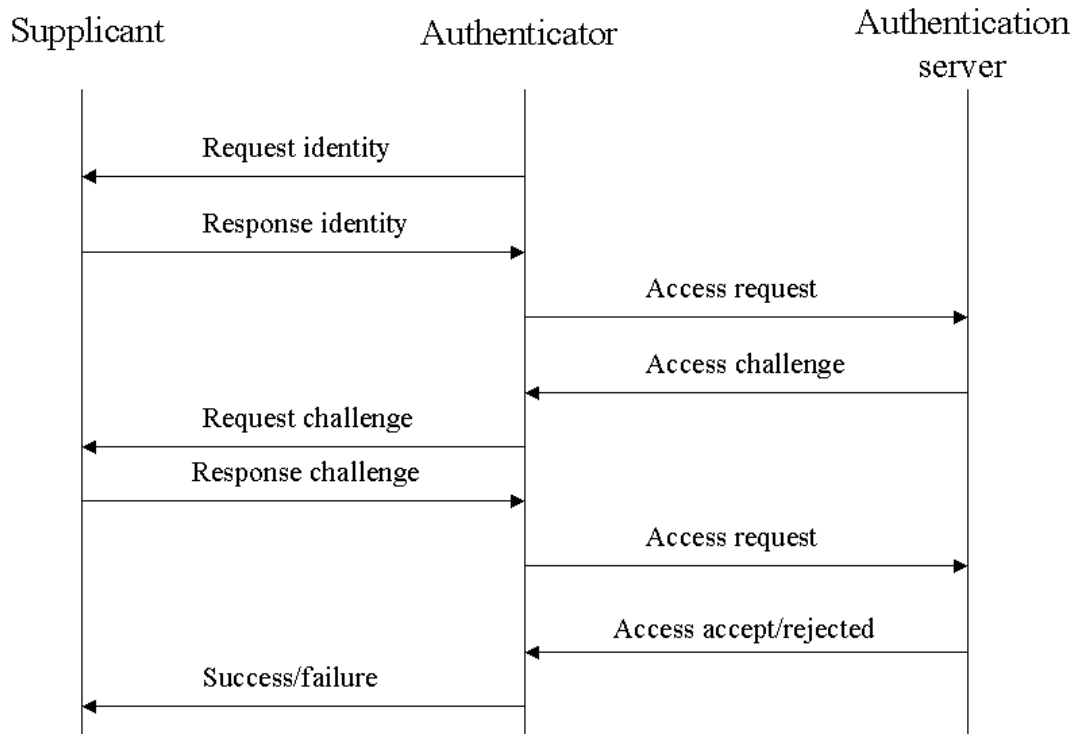 Supplicant
Authenticator
Authentication
server
Request identity
Response identity
Access request
Access challenge
Request challenge
Response challenge
Access request
Access accept/rejected
Success/failure